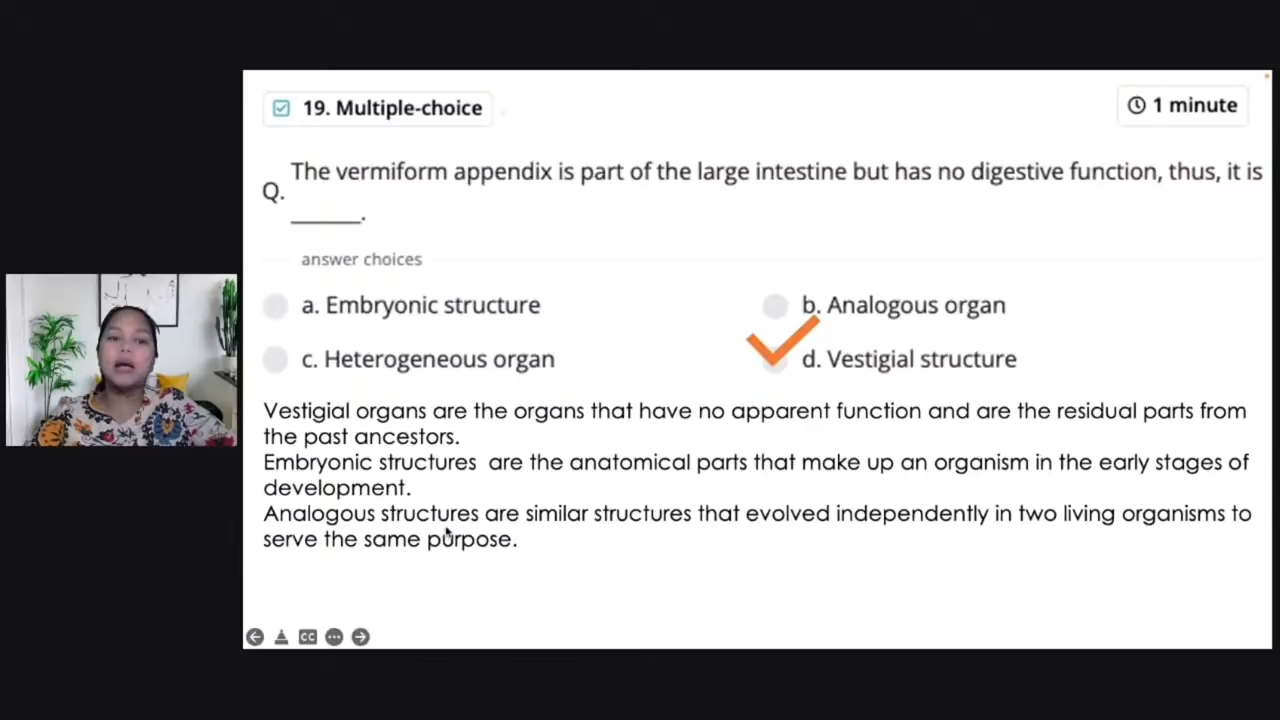 19. Multiple-choice
1 minute
The vermiform appendix is part of the large intestine but has no digestive function, thus, it is
Q.
______.
answer choices
a. Embryonic structure
b. Analogous organ
c. Heterogeneous organ
d. Vestigial structure
Vestigial organs are the organs that have no apparent function and are the residual parts from
the past ancestors.
Embryonic structures are the anatomical parts that make up an organism in the early stages of
development.
Analogous structures are similar structures that evolved independently in two living organisms to
serve the same purpose.
CC